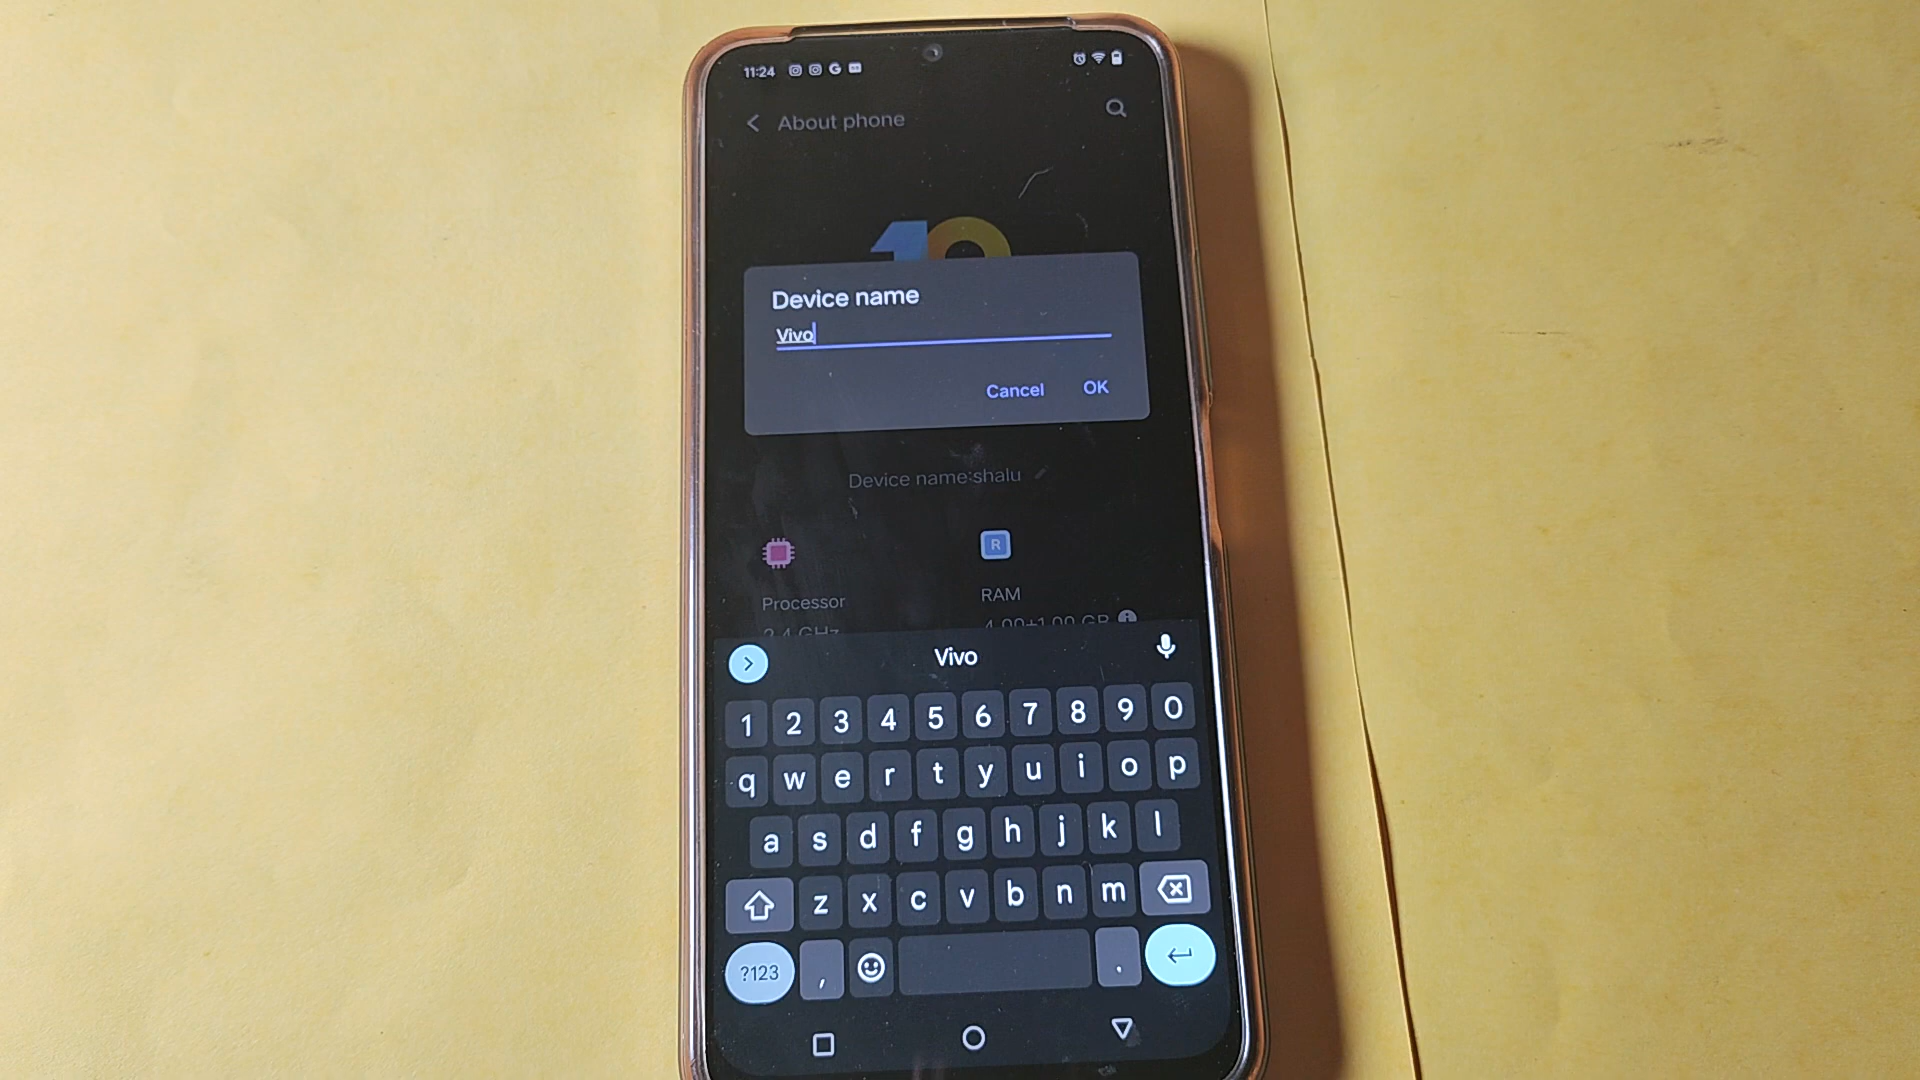 11:24
About phone
10
Device name
Vivo
Cancel OK
Device name:shalu
R
Processor RAM
2.4 GHz 4.00+1.00 GB
Vivo
1 2 3 4 5 6 7 8 9 0
q w e r t y u i o p
a s d f g h j k l
z x c v b n m
?123 , .